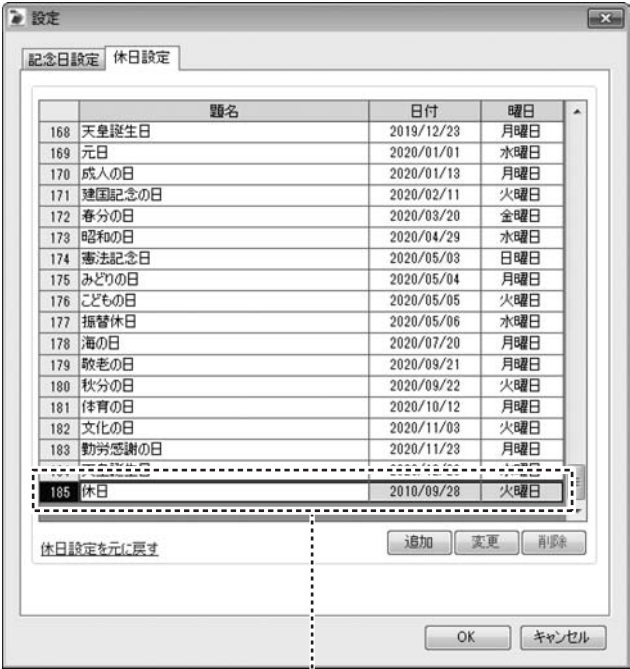 設定
記念日設定 休日設定
題名 日付 曜日
168 天皇誕生日 2019/12/23 月曜日
169 元日 2020/01/01 水曜日
170 成人の日 2020/01/13 月曜日
171 建国記念の日 2020/02/11 火曜日
172 春分の日 2020/03/20 金曜日
173 昭和の日 2020/04/29 水曜日
174 憲法記念日 2020/05/03 日曜日
175 みどりの日 2020/05/04 月曜日
176 こどもの日 2020/05/05 火曜日
177 振替休日 2020/05/06 水曜日
178 海の日 2020/07/20 月曜日
179 敬老の日 2020/09/21 月曜日
180 秋分の日 2020/09/22 火曜日
181 体育の日 2020/10/12 月曜日
182 文化の日 2020/11/03 火曜日
183 勤労感謝の日 2020/11/23 月曜日
185 休日 2010/09/28 火曜日
休日設定を元に戻す 追加 変更 削除
OK キャンセル